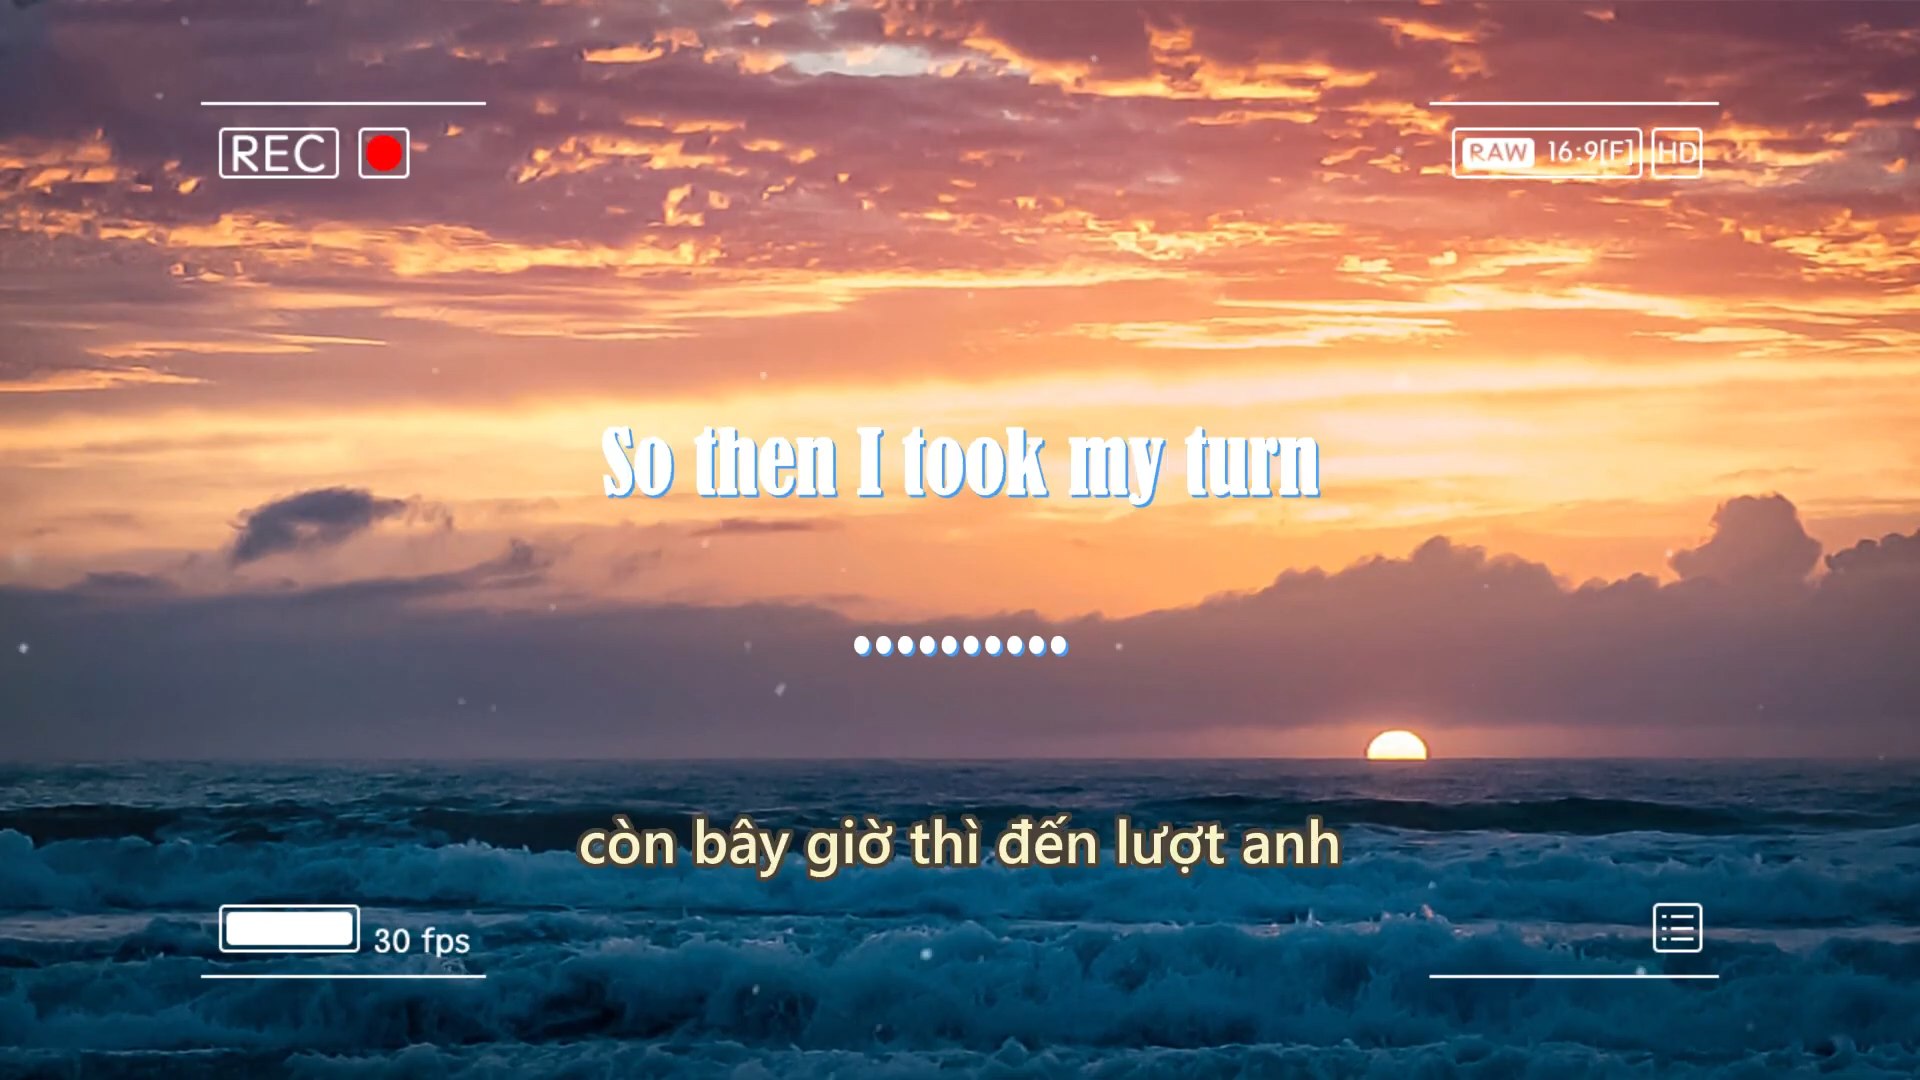 REC
RAW 16:9[F] HD
So then I took my turn
••••••••••
còn bây giờ thì đến lượt anh
30 fps